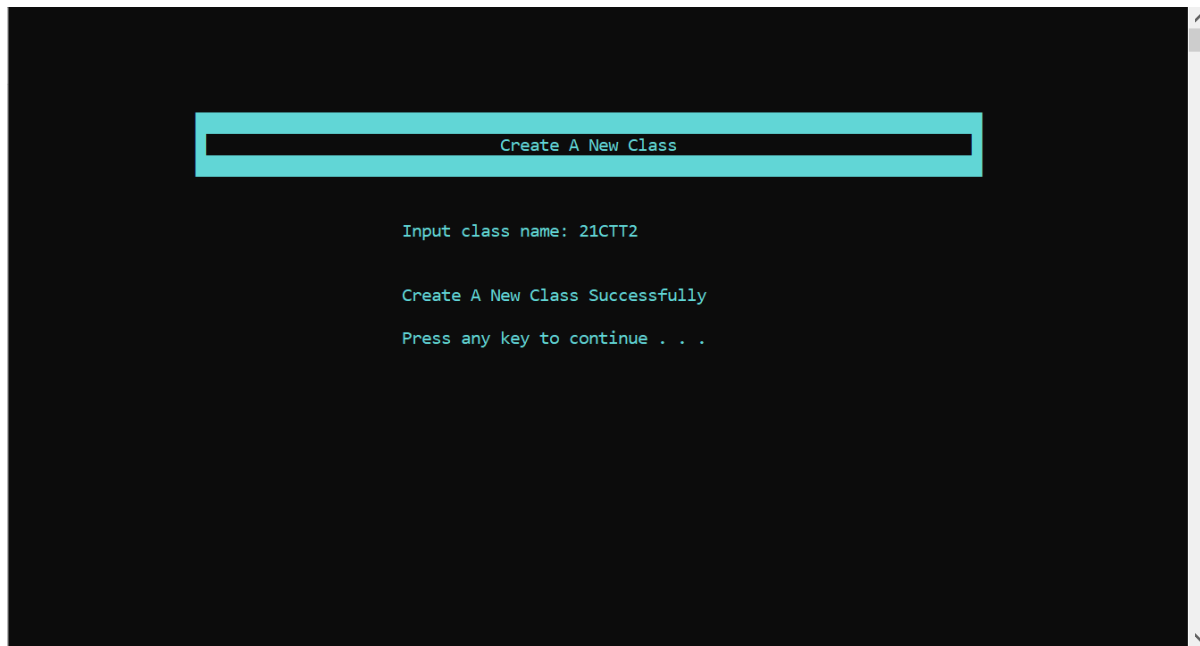 Create A New Class
Input class name: 21CTT2
Create A New Class Successfully
Press any key to continue . . .